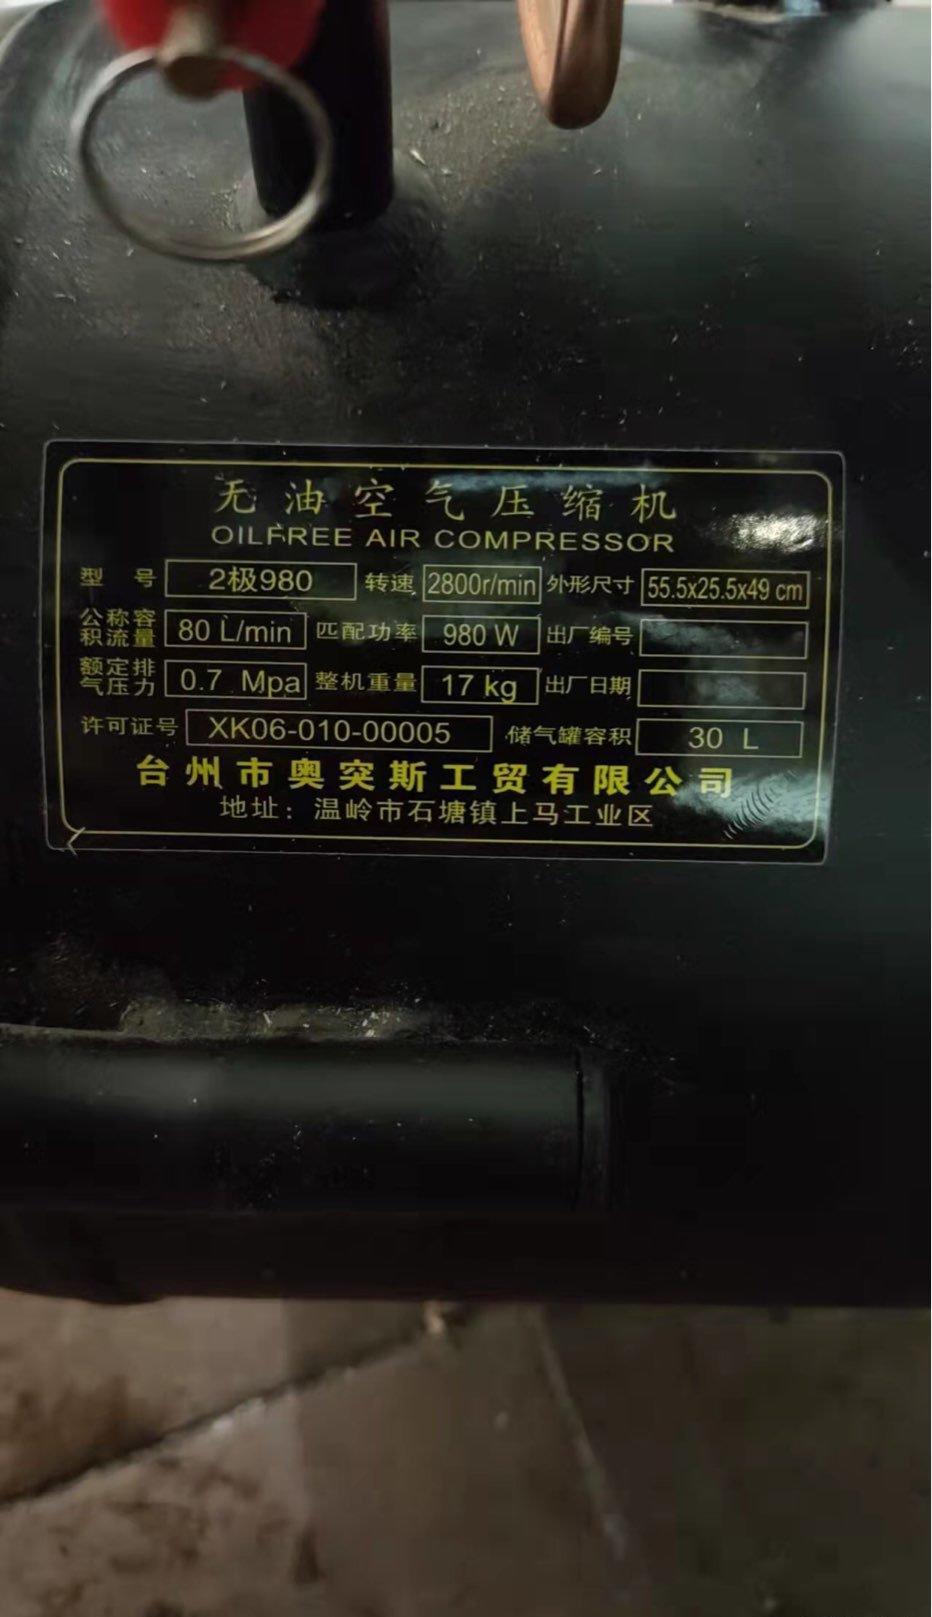 无油空气压缩机
OILFREE AIR COMPRESSOR
型 号 2极980 转速 2800r/min 外形尺寸 55.5x25.5x49 cm
公称容积流量 80 L/min 匹配功率 980 W 出厂编号
额定排气压力 0.7 Mpa 整机重量 17 kg 出厂日期
许可证号 XK06-010-00005 储气罐容积 30 L
台州市奥突斯工贸有限公司
地址：温岭市石塘镇上马工业区